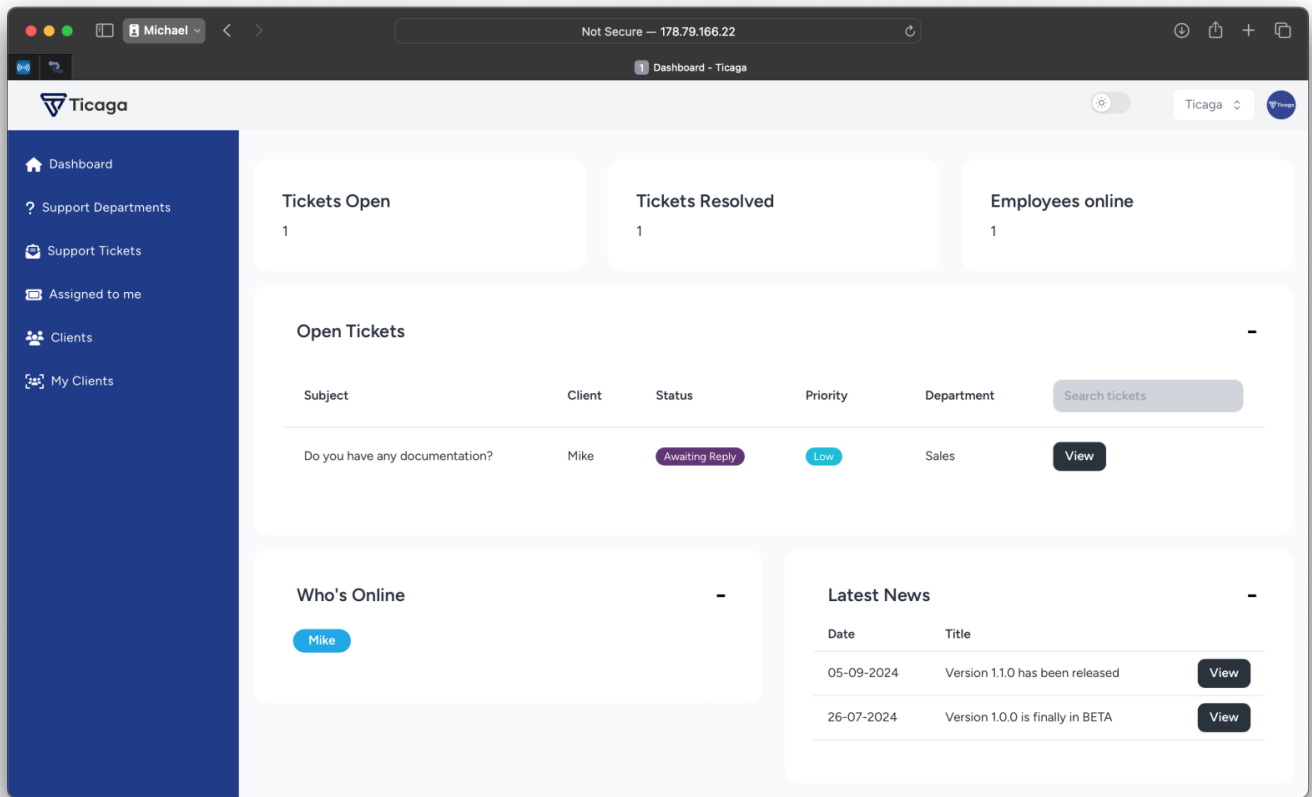 Michael
Not Secure — 178.79.166.22
1 Dashboard - Ticaga
Ticaga
Ticaga
Ticaga
Dashboard
? Support Departments
Support Tickets
Assigned to me
Clients
My Clients
Tickets Open
1
Tickets Resolved
1
Employees online
1
Open Tickets
Subject Client Status Priority Department Search tickets
Do you have any documentation? Mike Awaiting Reply Low Sales View
Who's Online
Mike
Latest News
Date Title
05-09-2024 Version 1.1.0 has been released View
26-07-2024 Version 1.0.0 is finally in BETA View